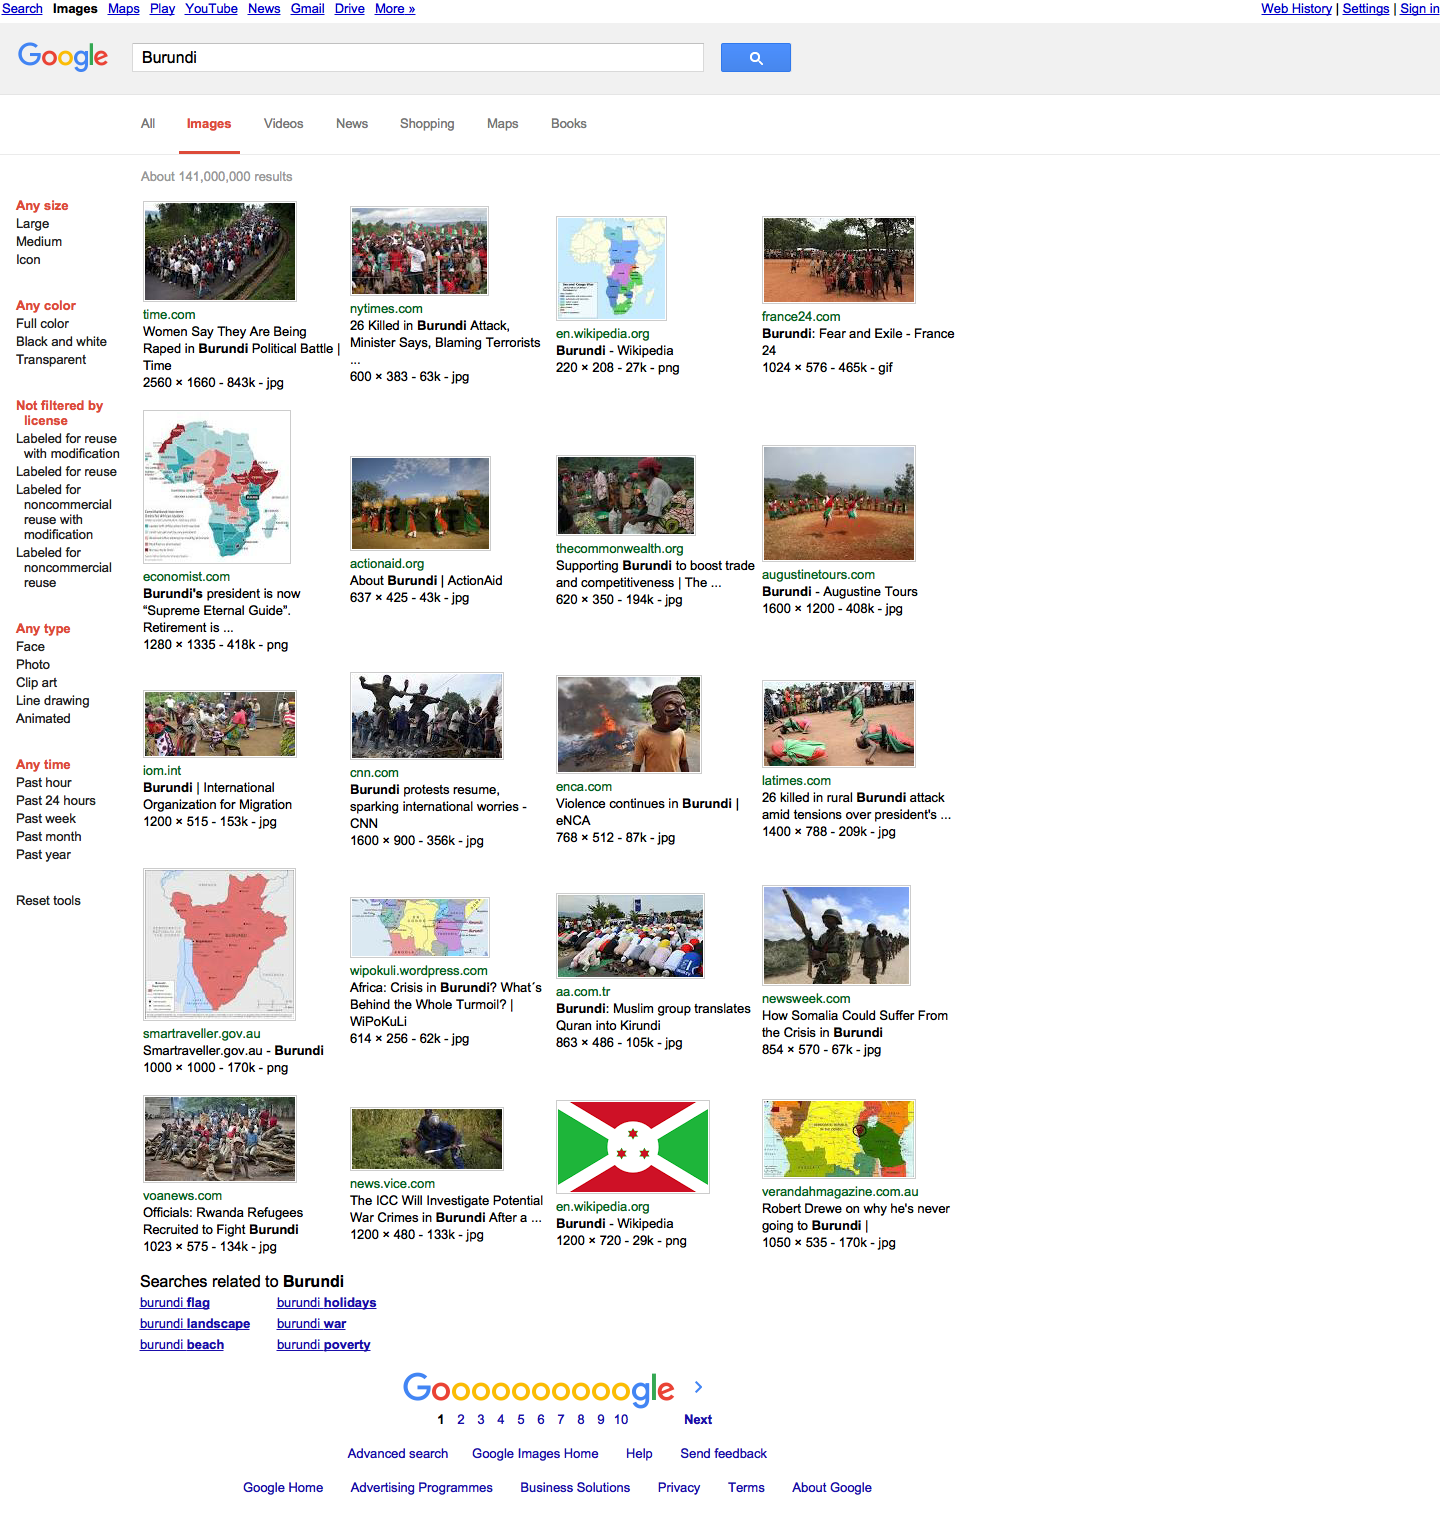 Search Images Maps Play YouTube News Gmail Drive More »
Web History | Settings | Sign in
Google
Burundi
All Images Videos News Shopping Maps Books
About 141,000,000 results
Any size
Large
Medium
Icon
Any color
Full color
Black and white
Transparent
Not filtered by
license
Labeled for reuse
with modification
Labeled for reuse
Labeled for
noncommercial
reuse with
modification
Labeled for
noncommercial
reuse
Any type
Face
Photo
Clip art
Line drawing
Animated
Any time
Past hour
Past 24 hours
Past week
Past month
Past year
Reset tools
time.com
Women Say They Are Being
Raped in Burundi Political Battle |
Time
2560 × 1660 - 843k - jpg
nytimes.com
26 Killed in Burundi Attack,
Minister Says, Blaming Terrorists
...
600 × 383 - 63k - jpg
en.wikipedia.org
Burundi - Wikipedia
220 × 208 - 27k - png
france24.com
Burundi: Fear and Exile - France
24
1024 × 576 - 465k - gif
economist.com
Burundi's president is now
“Supreme Eternal Guide”.
Retirement is ...
1280 × 1335 - 418k - png
actionaid.org
About Burundi | ActionAid
637 × 425 - 43k - jpg
thecommonwealth.org
Supporting Burundi to boost trade
and competitiveness | The ...
620 × 350 - 194k - jpg
augustinetours.com
Burundi - Augustine Tours
1600 × 1200 - 408k - jpg
iom.int
Burundi | International
Organization for Migration
1200 × 515 - 153k - jpg
cnn.com
Burundi protests resume,
sparking international worries -
CNN
1600 × 900 - 356k - jpg
enca.com
Violence continues in Burundi |
eNCA
768 × 512 - 87k - jpg
latimes.com
26 killed in rural Burundi attack
amid tensions over president's ...
1400 × 788 - 209k - jpg
BURUNDI
smartraveller.gov.au
Smartraveller.gov.au - Burundi
1000 × 1000 - 170k - png
wipokuli.wordpress.com
Africa: Crisis in Burundi? What´s
Behind the Whole Turmoil? |
WiPoKuLi
614 × 256 - 62k - jpg
aa.com.tr
Burundi: Muslim group translates
Quran into Kirundi
863 × 486 - 105k - jpg
newsweek.com
How Somalia Could Suffer From
the Crisis in Burundi
854 × 570 - 67k - jpg
voanews.com
Officials: Rwanda Refugees
Recruited to Fight Burundi
1023 × 575 - 134k - jpg
news.vice.com
The ICC Will Investigate Potential
War Crimes in Burundi After a ...
1200 × 480 - 133k - jpg
en.wikipedia.org
Burundi - Wikipedia
1200 × 720 - 29k - png
verandahmagazine.com.au
Robert Drewe on why he's never
going to Burundi |
1050 × 535 - 170k - jpg
Searches related to Burundi
burundi flag burundi holidays
burundi landscape burundi war
burundi beach burundi poverty
Goooooooooogle
1 2 3 4 5 6 7 8 9 10 Next
Advanced search Google Images Home Help Send feedback
Google Home Advertising Programmes Business Solutions Privacy Terms About Google